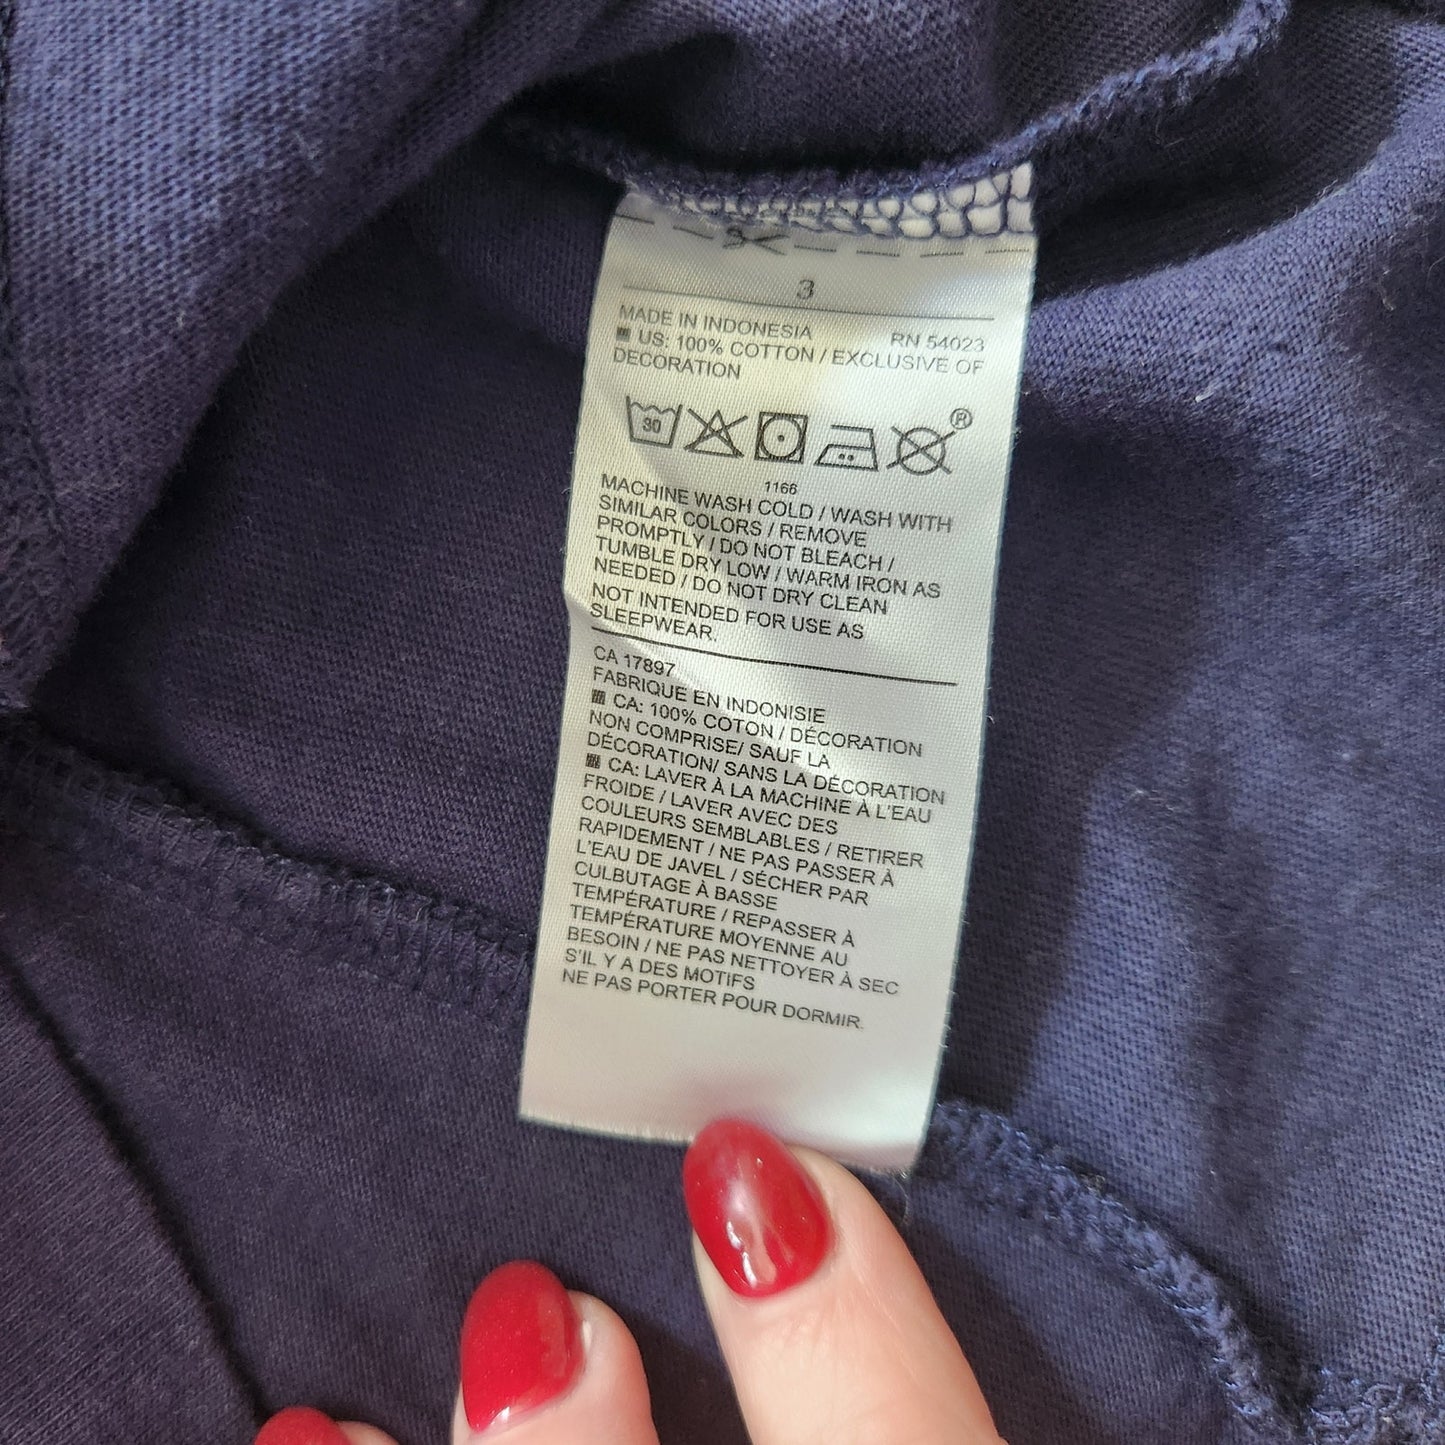 3
MADE IN INDONESIA RN 54023
US: 100% COTTON / EXCLUSIVE OF
DECORATION
30
®
1166
MACHINE WASH COLD / WASH WITH
SIMILAR COLORS / REMOVE
PROMPTLY / DO NOT BLEACH /
TUMBLE DRY LOW / WARM IRON AS
NEEDED / DO NOT DRY CLEAN
NOT INTENDED FOR USE AS
SLEEPWEAR.
CA 17897
FABRIQUE EN INDONISIE
CA: 100% COTON / DÉCORATION
NON COMPRISE/ SAUF LA
DÉCORATION/ SANS LA DÉCORATION
CA: LAVER À LA MACHINE À L'EAU
FROIDE / LAVER AVEC DES
COULEURS SEMBLABLES / RETIRER
RAPIDEMENT / NE PAS PASSER À
L'EAU DE JAVEL / SÉCHER PAR
CULBUTAGE À BASSE
TEMPÉRATURE / REPASSER À
TEMPÉRATURE MOYENNE AU
BESOIN / NE PAS NETTOYER À SEC
S'IL Y A DES MOTIFS
NE PAS PORTER POUR DORMIR.